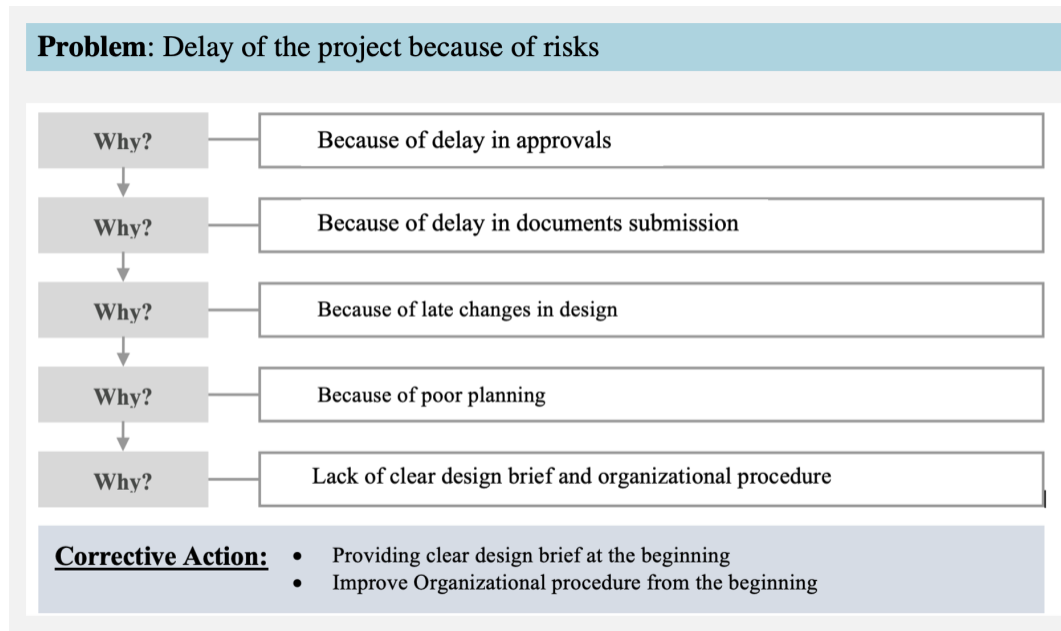 Problem: Delay of the project because of risks
Why?
Because of delay in approvals
Why?
Because of delay in documents submission
Why?
Because of late changes in design
Why?
Because of poor planning
Why?
Lack of clear design brief and organizational procedure
Corrective Action:
• Providing clear design brief at the beginning
• Improve Organizational procedure from the beginning